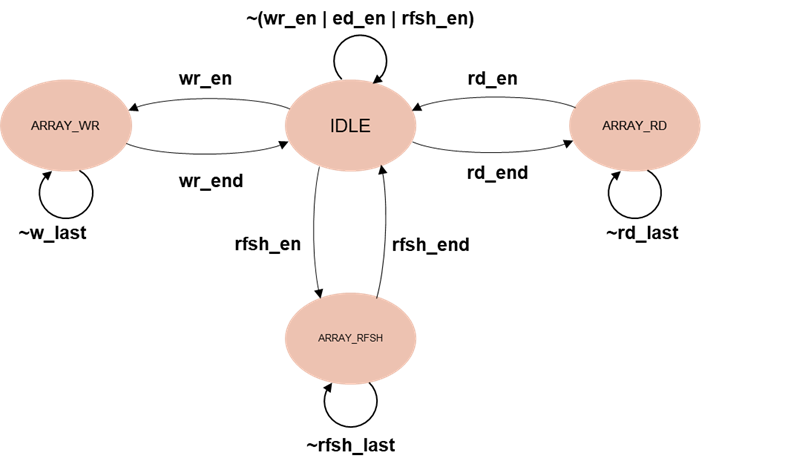 ~(wr_en | ed_en | rfsh_en)
wr_en
rd_en
ARRAY_WR
IDLE
ARRAY_RD
wr_end
rd_end
~w_last
~rd_last
rfsh_en
rfsh_end
ARRAY_RFSH
~rfsh_last